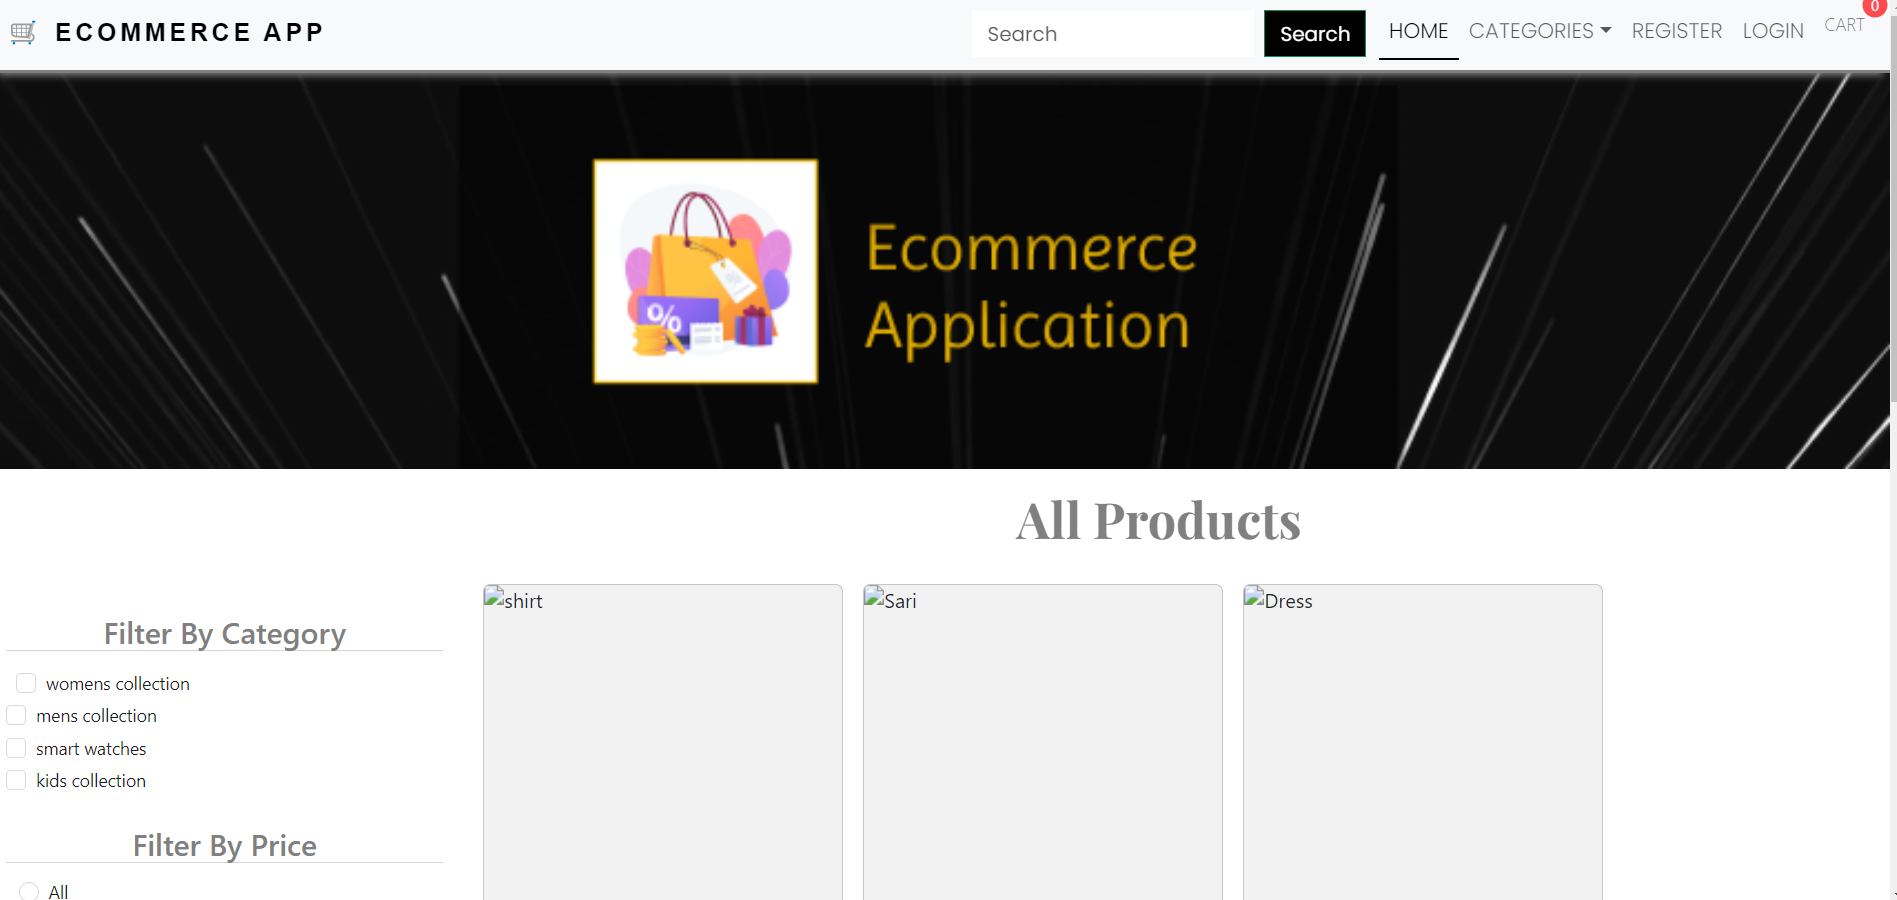 ECOMMERCE APP
Search
Search
HOME
CATEGORIES
REGISTER
LOGIN
CART
0
%
Ecommerce
Application
All Products
Filter By Category
womens collection
mens collection
smart watches
kids collection
Filter By Price
All
shirt
Sari
Dress